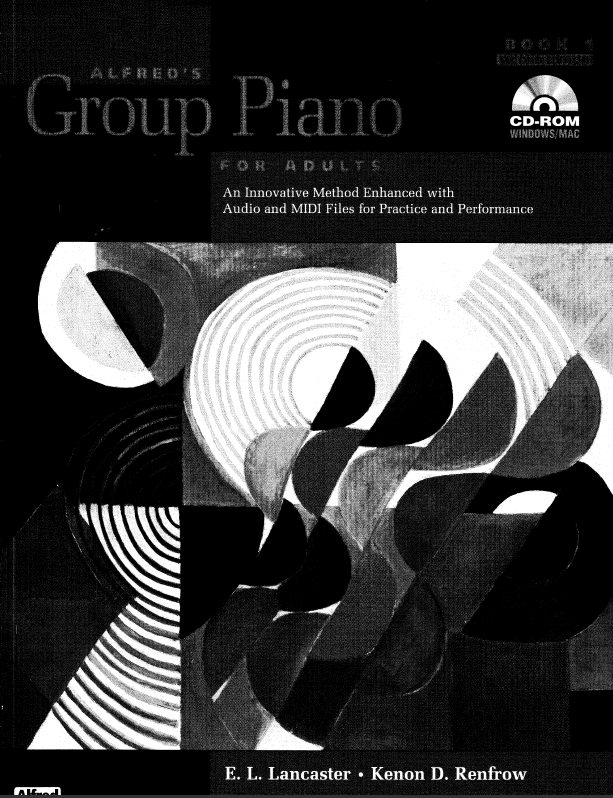 BOOK 1
ALFRED'S
Group Piano
CD-ROM
WINDOWS/MAC
FOR ADULTS
An Innovative Method Enhanced with
Audio and MIDI Files for Practice and Performance
E. L. Lancaster • Kenon D. Renfrow
Alfred